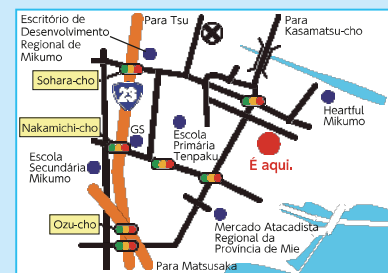 Escritório de
Desenvolvimento
Regional de
Mikumo
Para Tsu
Para
Kasamatsu-cho
Sohara-cho
23
Heartful
Mikumo
Nakamichi-cho
GS
Escola
Primária
Tenpaku
É aqui.
Escola
Secundária
Mikumo
Ozu-cho
Mercado Atacadista
Regional da
Província de Mie
Para Matsusaka